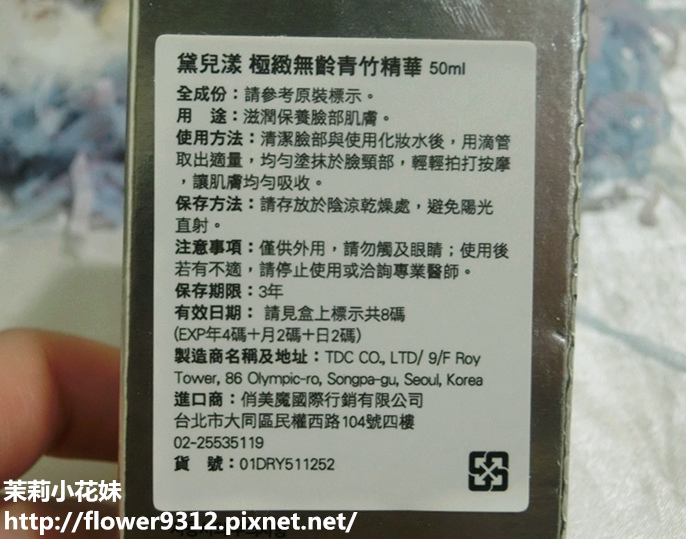 黛兒漾 極緻無齡青竹精華 50ml
全成份：請參考原裝標示。
用　途：滋潤保養臉部肌膚。
使用方法：清潔臉部與使用化妝水後，用滴管
取出適量，均勻塗抹於臉頸部，輕輕拍打按摩
，讓肌膚均勻吸收。
保存方法：請存放於陰涼乾燥處，避免陽光
直射。
注意事項：僅供外用，請勿觸及眼睛；使用後
若有不適，請停止使用或洽詢專業醫師。
保存期限：3年
有效日期： 請見盒上標示共8碼
(EXP年4碼＋月2碼＋日2碼)
製造商名稱及地址：TDC CO., LTD/ 9/F Roy
Tower, 86 Olympic-ro, Songpa-gu, Seoul, Korea
進口商：俏美魔國際行銷有限公司
台北市大同區民權西路104號四樓
02-25535119
貨　號：01DRY511252
茉莉小花妹
http://flower9312.pixnet.net/